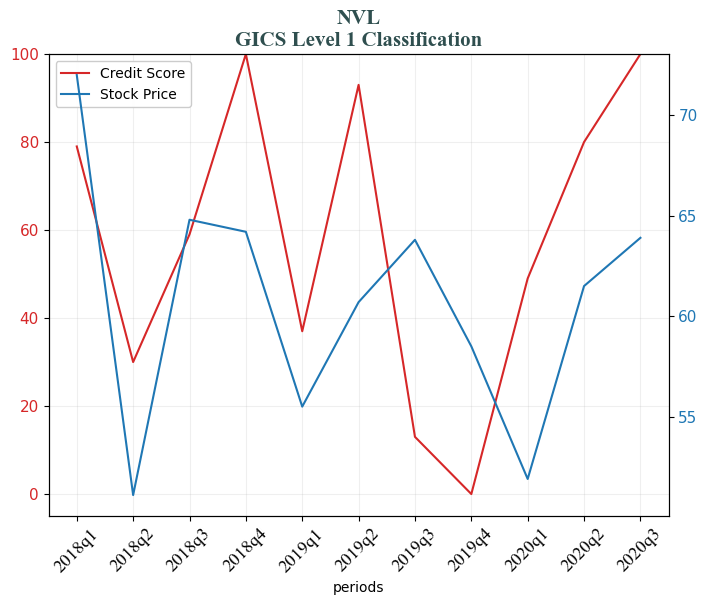 NVL
GICS Level 1 Classification
Credit Score
Stock Price
100
80
60
40
20
0
70
65
60
55
2018q1
2018q2
2018q3
2018q4
2019q1
2019q2
2019q3
2019q4
2020q1
2020q2
2020q3
periods